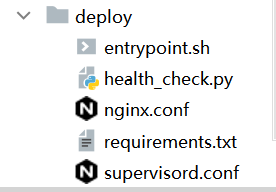 deploy
entrypoint.sh
health_check.py
nginx.conf
requirements.txt
supervisord.conf